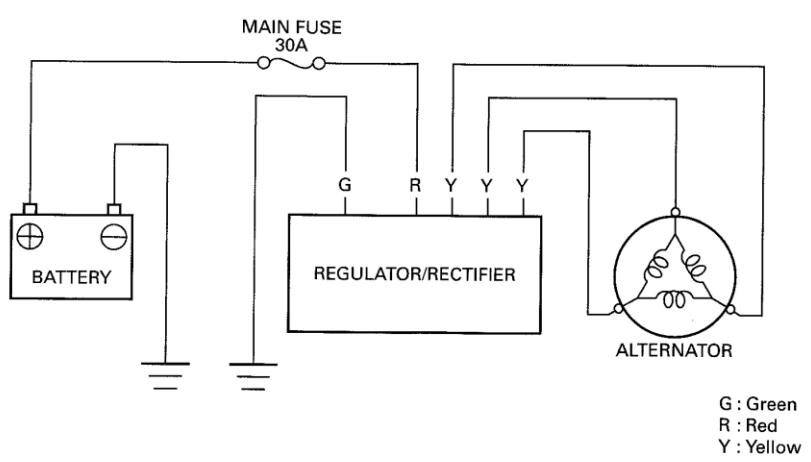 MAIN FUSE
30A
G R Y Y Y
BATTERY
REGULATOR/RECTIFIER
ALTERNATOR
G : Green
R : Red
Y : Yellow